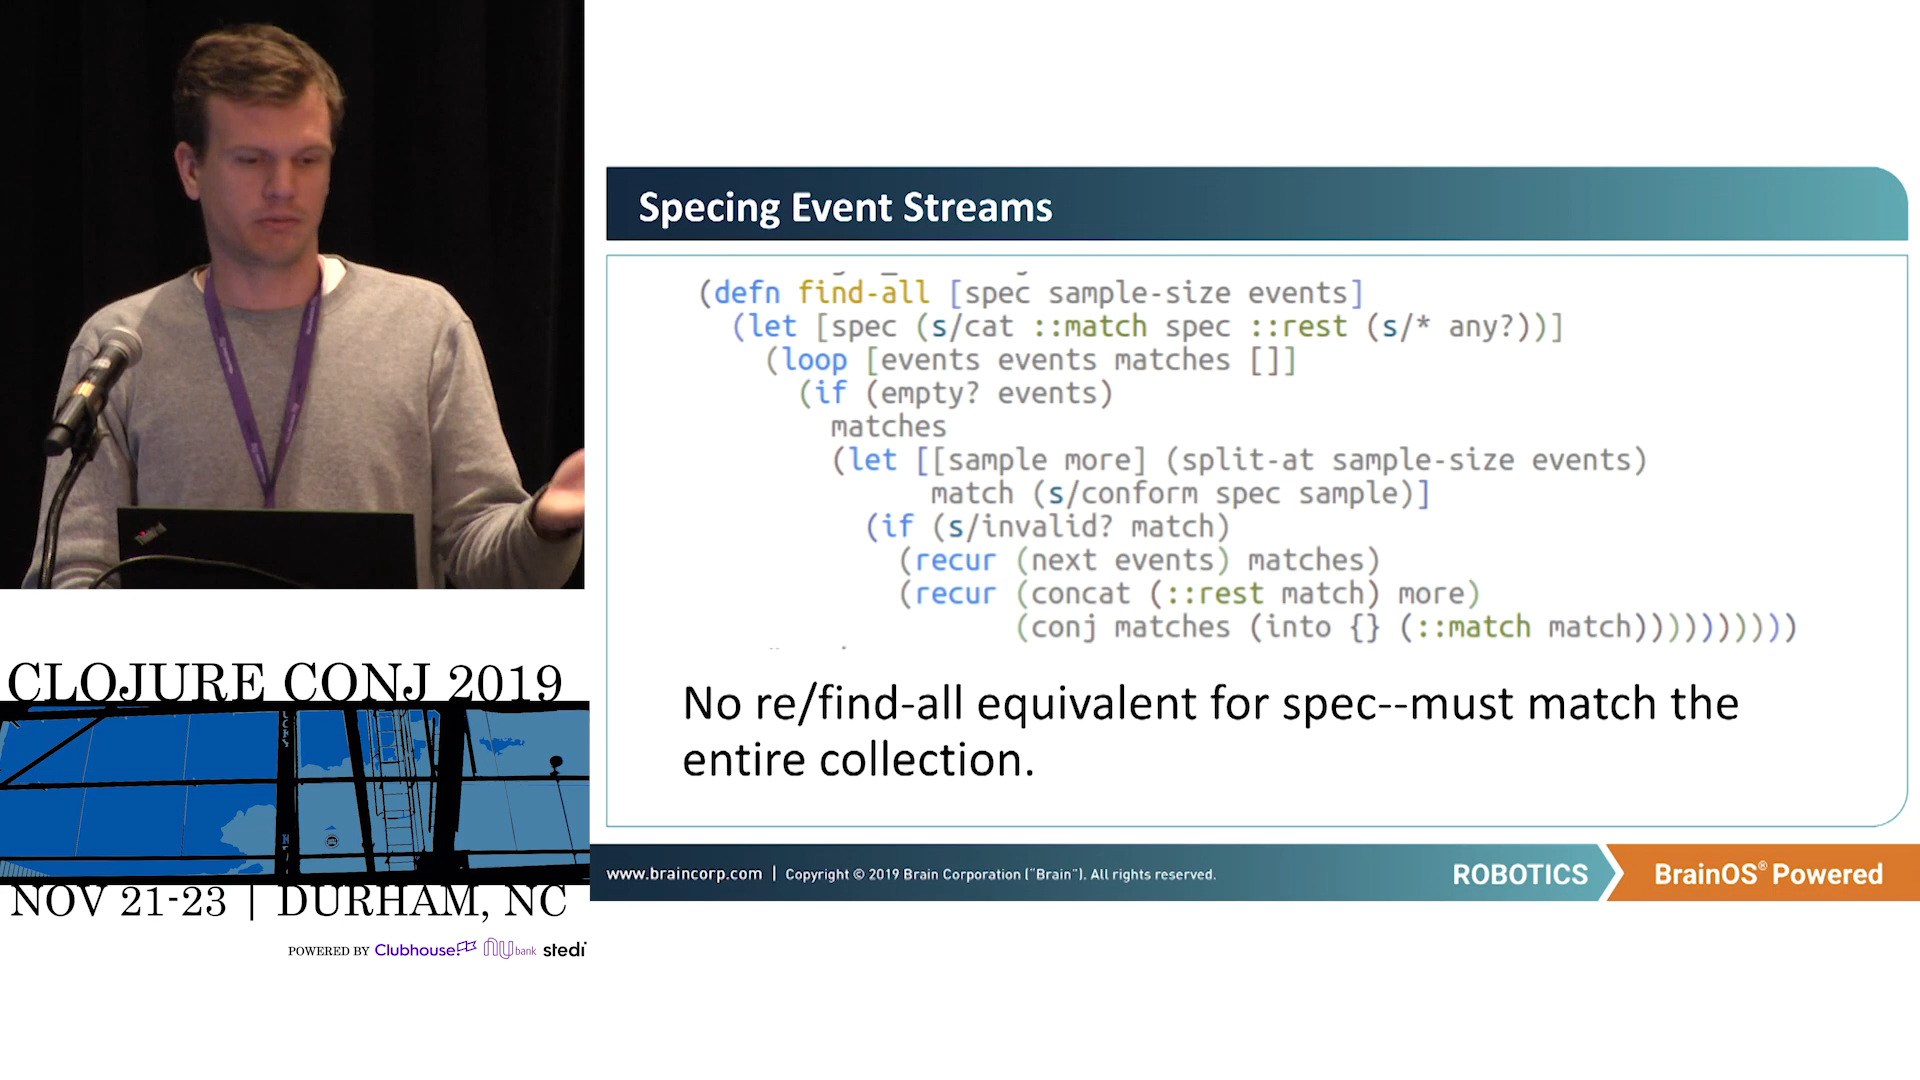 Specing Event Streams
(defn find-all [spec sample-size events]
(let [spec (s/cat ::match spec ::rest (s/* any?))]
(loop [events events matches []]
(if (empty? events)
matches
(let [[sample more] (split-at sample-size events)
match (s/conform spec sample)]
(if (s/invalid? match)
(recur (next events) matches)
(recur (concat (::rest match) more)
(conj matches (into {} (::match match))))))))))
No re/find-all equivalent for spec--must match the
entire collection.
www.braincorp.com | Copyright © 2019 Brain Corporation ("Brain"). All rights reserved.
ROBOTICS
BrainOS® Powered
CLOJURE CONJ 2019
NOV 21-23 | DURHAM, NC
POWERED BY Clubhouse nu bank stedi